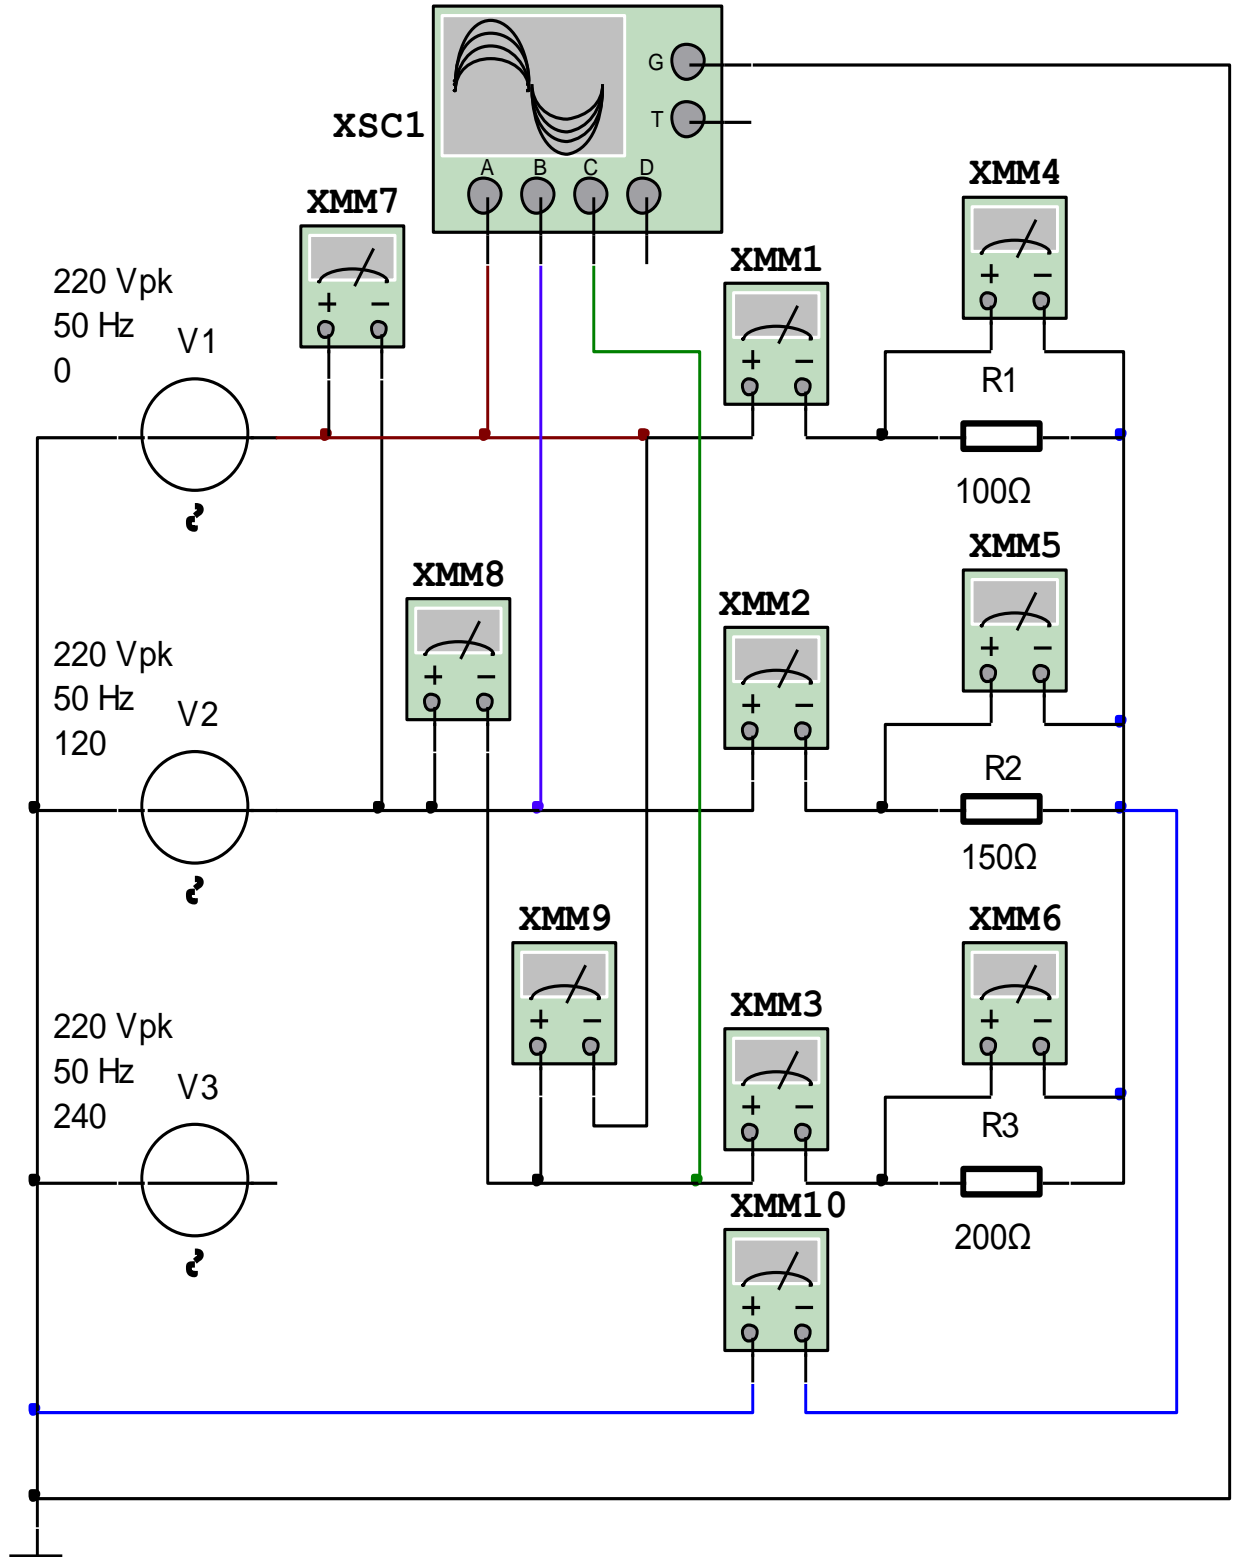 G
XSC1
T
A B C D
XMM7
+ −
XMM4
+ −
XMM1
+ −
220 Vpk
50 Hz
0
V1
R1
100Ω
XMM8
+ −
XMM5
+ −
XMM2
+ −
220 Vpk
50 Hz
120
V2
R2
150Ω
XMM9
+ −
XMM6
+ −
XMM3
+ −
220 Vpk
50 Hz
240
V3
R3
200Ω
XMM10
+ −